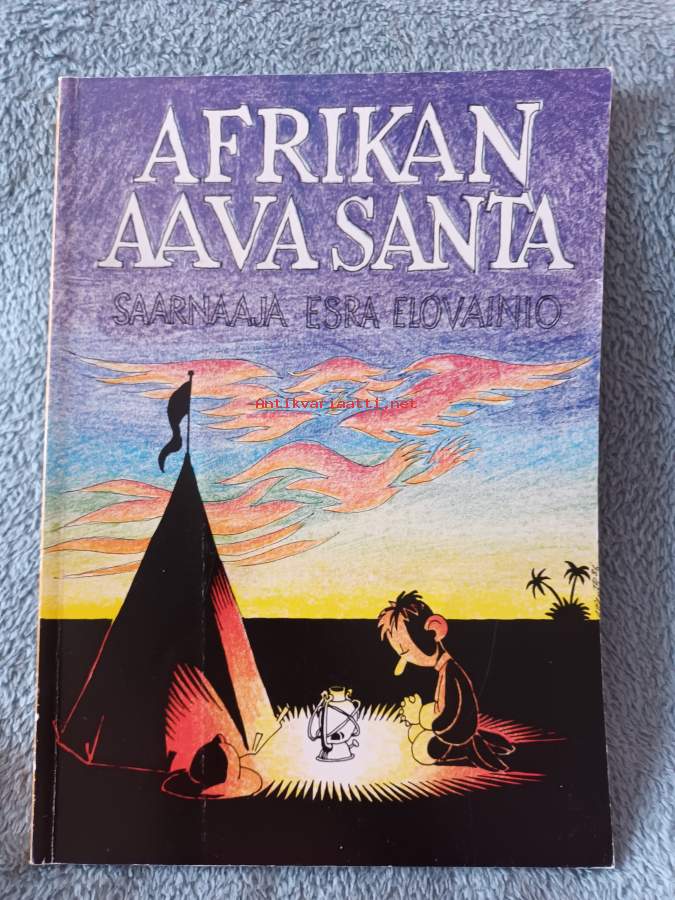 AFRIKAN
AAVA SANTA
SAARNAAJA ESRA ELOVAINIO
Antikvariaatti.net